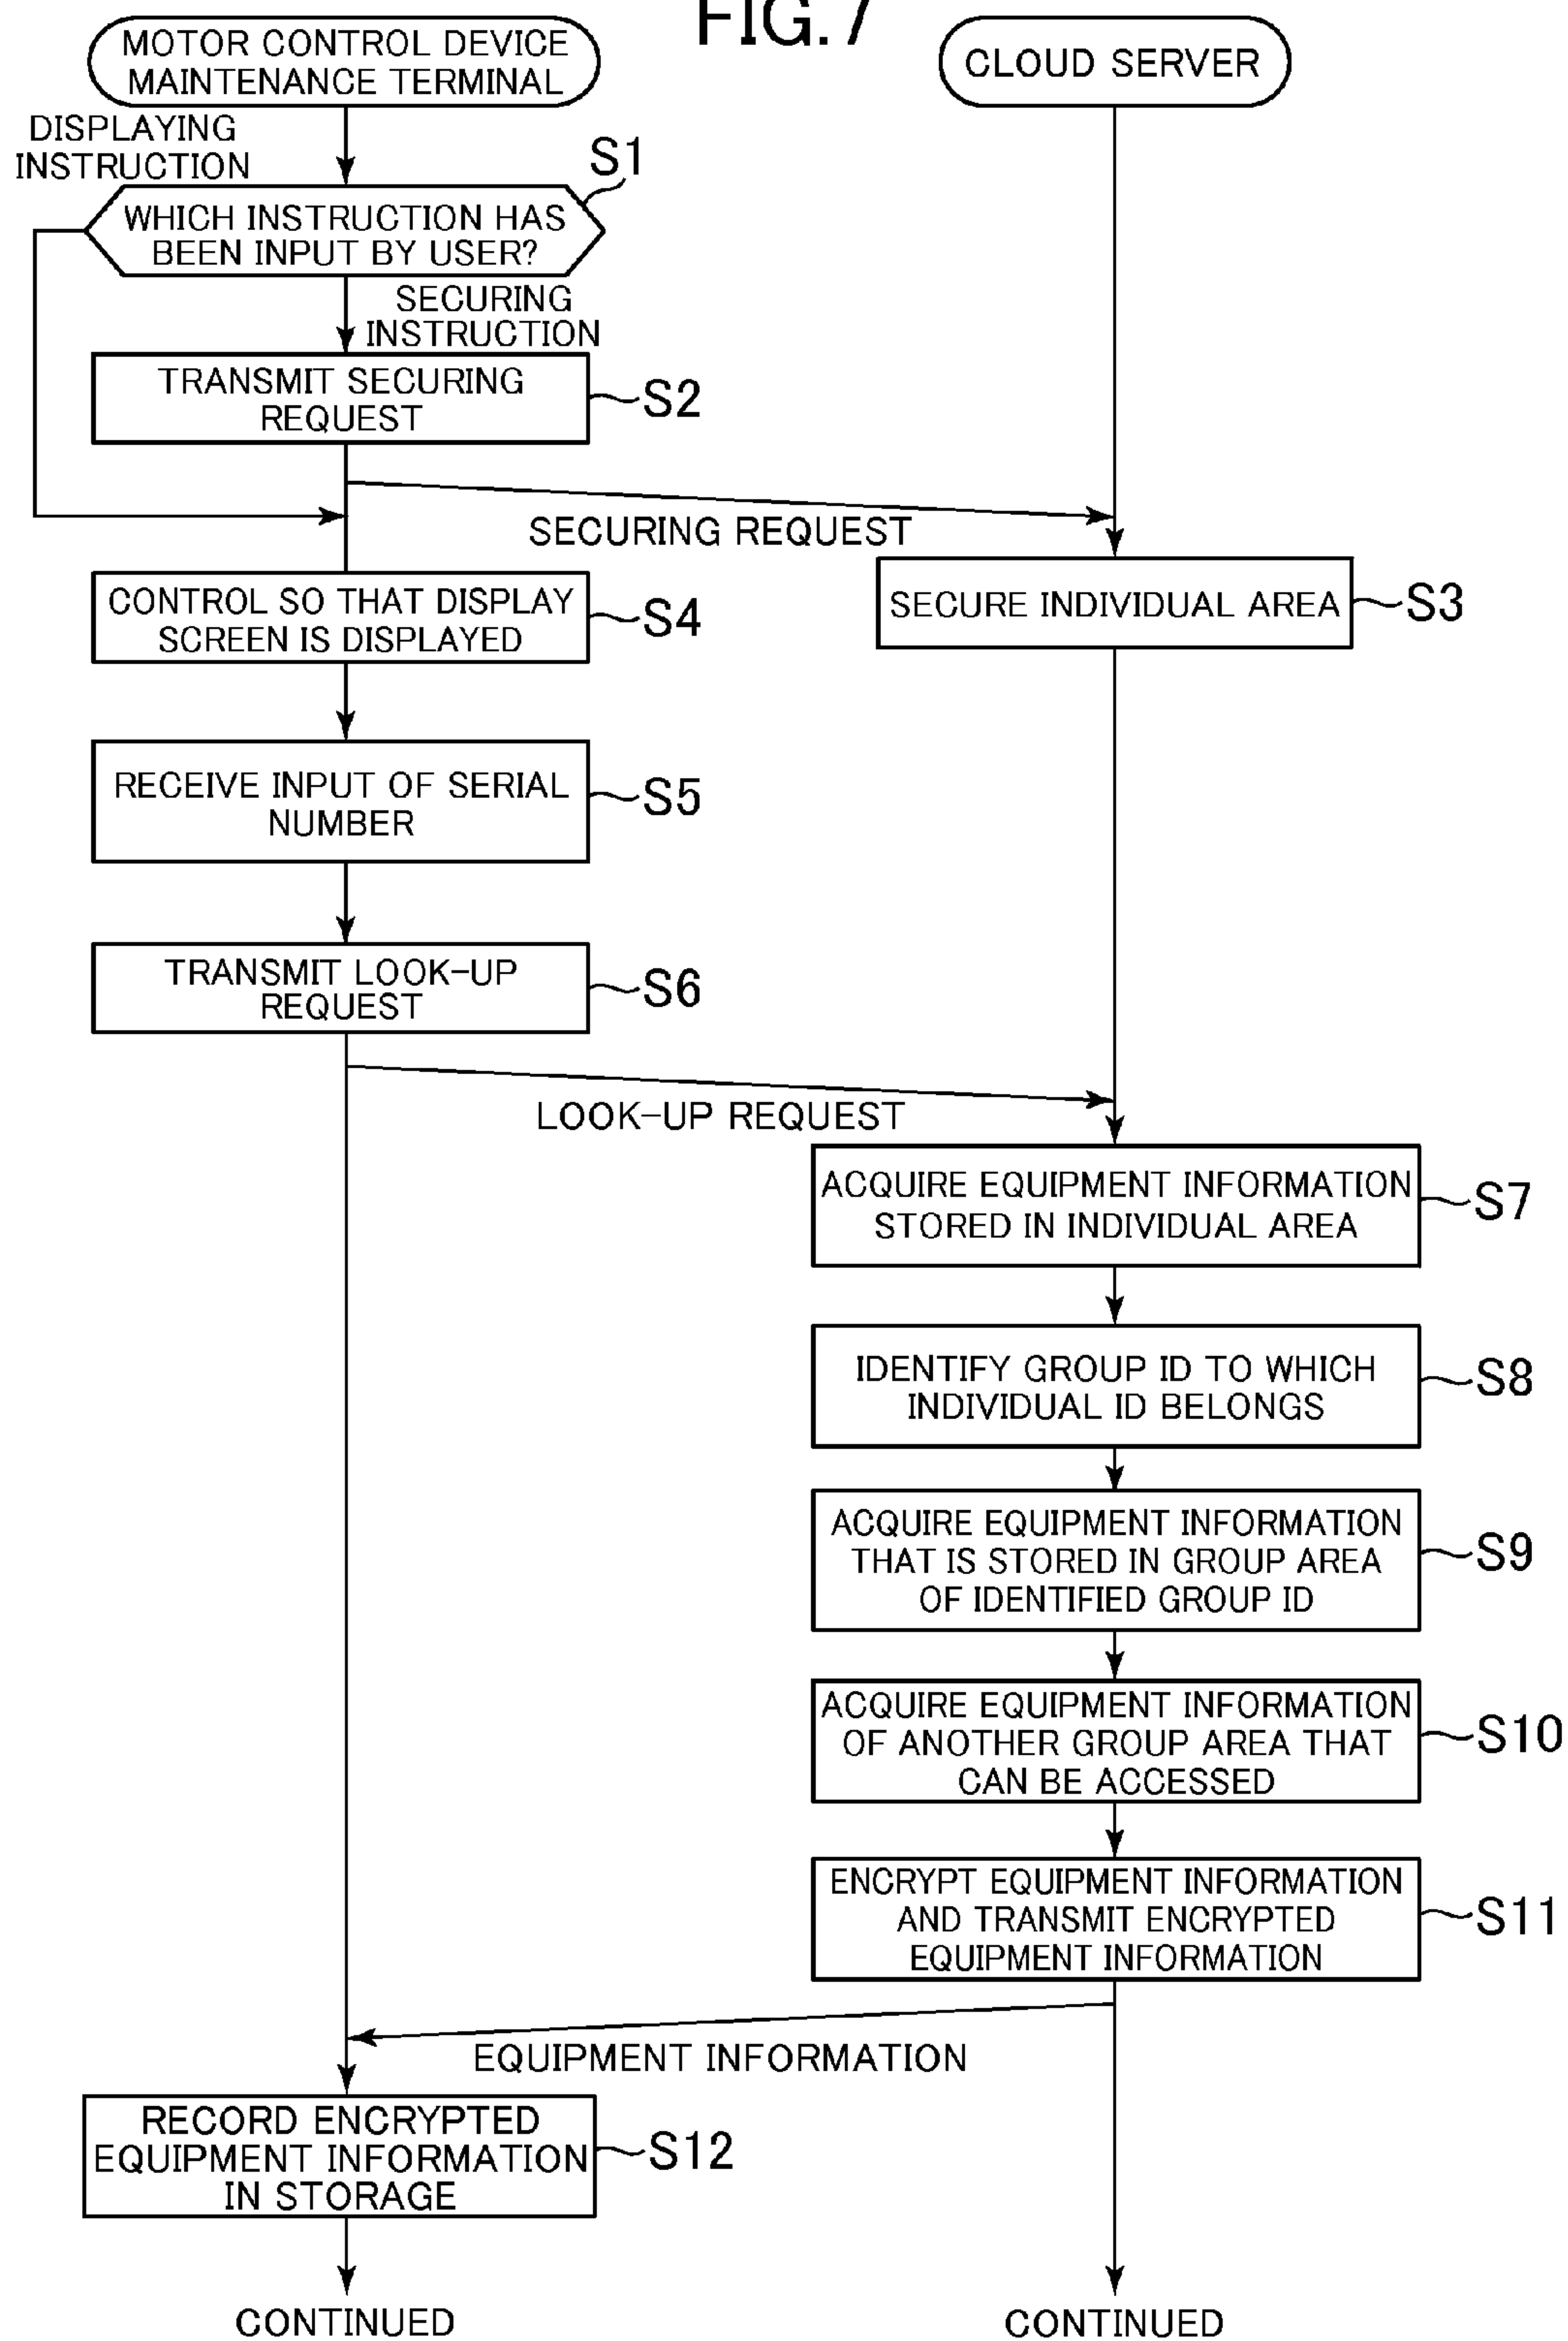 FIG.7
MOTOR CONTROL DEVICE
MAINTENANCE TERMINAL
CLOUD SERVER
DISPLAYING
INSTRUCTION
S1
WHICH INSTRUCTION HAS
BEEN INPUT BY USER?
SECURING
INSTRUCTION
TRANSMIT SECURING
REQUEST
S2
SECURING REQUEST
SECURE INDIVIDUAL AREA
S3
CONTROL SO THAT DISPLAY
SCREEN IS DISPLAYED
S4
RECEIVE INPUT OF SERIAL
NUMBER
S5
TRANSMIT LOOK-UP
REQUEST
S6
LOOK-UP REQUEST
ACQUIRE EQUIPMENT INFORMATION
STORED IN INDIVIDUAL AREA
S7
IDENTIFY GROUP ID TO WHICH
INDIVIDUAL ID BELONGS
S8
ACQUIRE EQUIPMENT INFORMATION
THAT IS STORED IN GROUP AREA
OF IDENTIFIED GROUP ID
S9
ACQUIRE EQUIPMENT INFORMATION
OF ANOTHER GROUP AREA THAT
CAN BE ACCESSED
S10
ENCRYPT EQUIPMENT INFORMATION
AND TRANSMIT ENCRYPTED
EQUIPMENT INFORMATION
S11
EQUIPMENT INFORMATION
RECORD ENCRYPTED
EQUIPMENT INFORMATION
IN STORAGE
S12
CONTINUED
CONTINUED